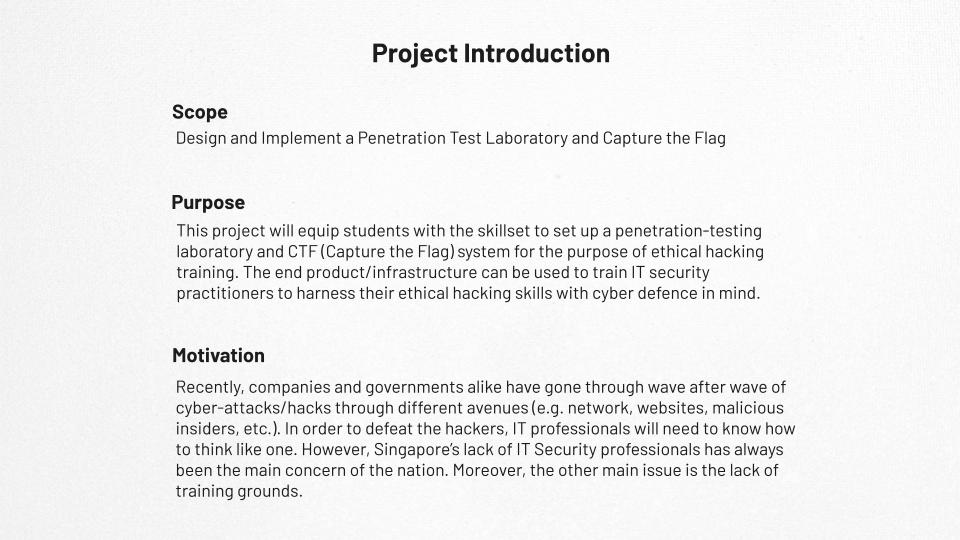 Project Introduction
Scope
Design and Implement a Penetration Test Laboratory and Capture the Flag
Purpose
This project will equip students with the skillset to set up a penetration-testing
laboratory and CTF (Capture the Flag) system for the purpose of ethical hacking
training. The end product/infrastructure can be used to train IT security
practitioners to harness their ethical hacking skills with cyber defence in mind.
Motivation
Recently, companies and governments alike have gone through wave after wave of
cyber-attacks/hacks through different avenues (e.g. network, websites, malicious
insiders, etc.). In order to defeat the hackers, IT professionals will need to know how
to think like one. However, Singapore’s lack of IT Security professionals has always
been the main concern of the nation. Moreover, the other main issue is the lack of
training grounds.